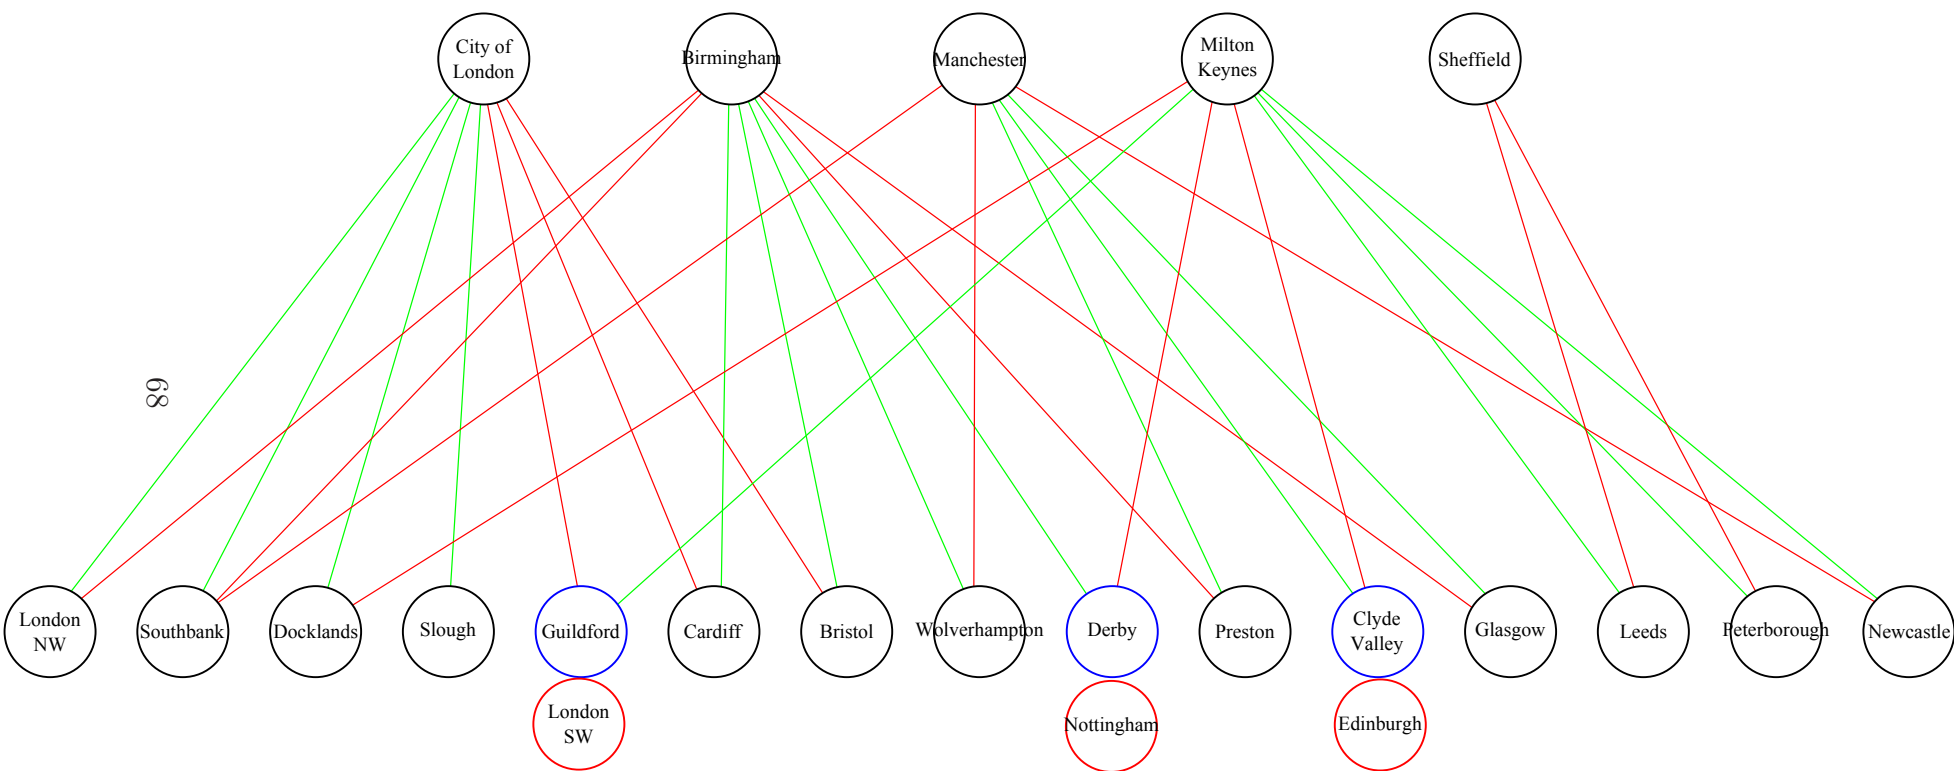 City of
London
Birmingham
Manchester
Milton
Keynes
Sheffield
89
London
NW
Southbank
Docklands
Slough
Guildford
Cardiff
Bristol
Wolverhampton
Derby
Preston
Clyde
Valley
Glasgow
Leeds
Peterborough
Newcastle
London
SW
Nottingham
Edinburgh